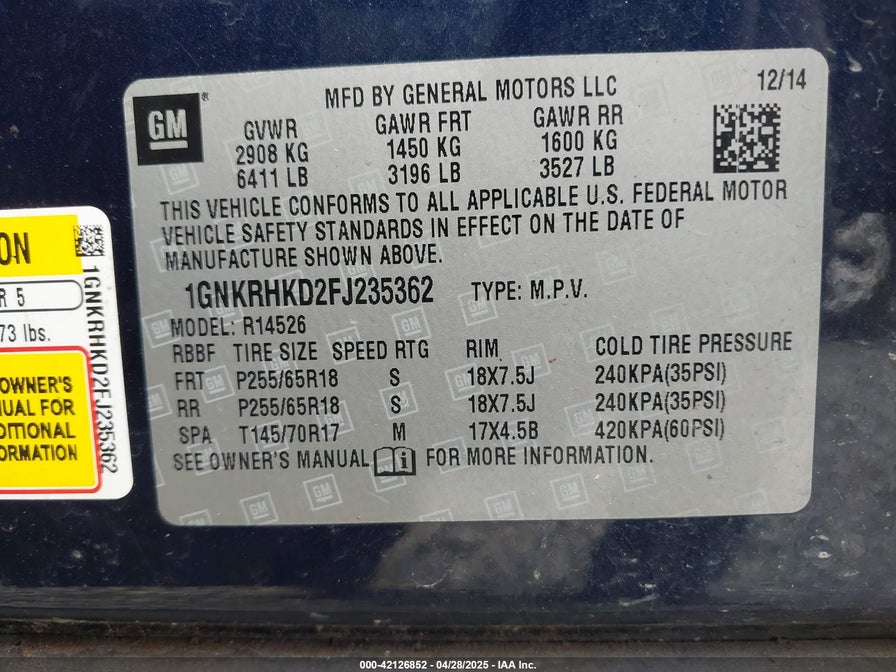 MFD BY GENERAL MOTORS LLC
12/14
GM
®
GVWR GAWR FRT GAWR RR
2908 KG 1450 KG 1600 KG
6411 LB 3196 LB 3527 LB
THIS VEHICLE CONFORMS TO ALL APPLICABLE U.S. FEDERAL MOTOR
VEHICLE SAFETY STANDARDS IN EFFECT ON THE DATE OF
MANUFACTURE SHOWN ABOVE.
1GNKRHKD2FJ235362 TYPE: M.P.V.
MODEL: R14526
RBBF TIRE SIZE SPEED RTG RIM COLD TIRE PRESSURE
FRT P255/65R18 S 18X7.5J 240KPA(35PSI)
RR P255/65R18 S 18X7.5J 240KPA(35PSI)
SPA T145/70R17 M 17X4.5B 420KPA(60PSI)
SEE OWNER'S MANUAL FOR MORE INFORMATION.
ON
R 5
73 lbs.
OWNER'S
UAL FOR
DITIONAL
ORMATION
1GNKRHKD2FJ235362
000-42126852 - 04/28/2025 - IAA Inc.